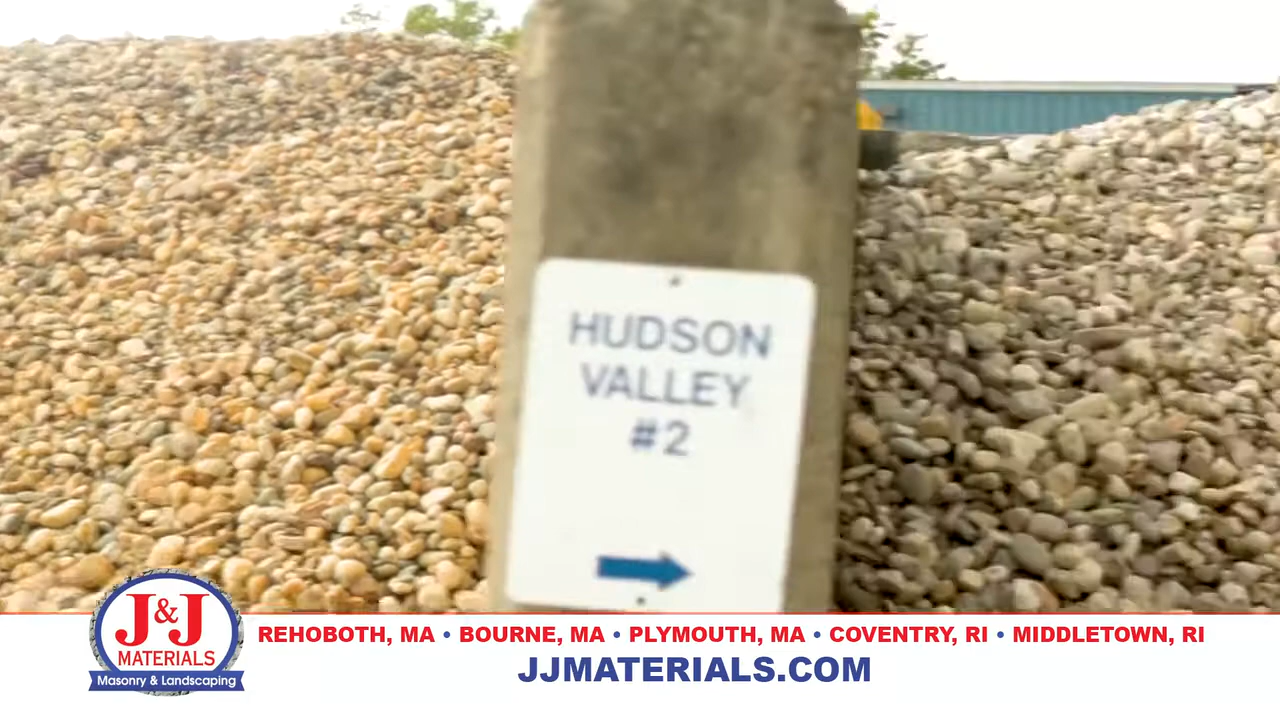 HUDSON
VALLEY
#2
J&J
MATERIALS
Masonry & Landscaping
REHOBOTH, MA • BOURNE, MA • PLYMOUTH, MA • COVENTRY, RI • MIDDLETOWN, RI
JJMATERIALS.COM